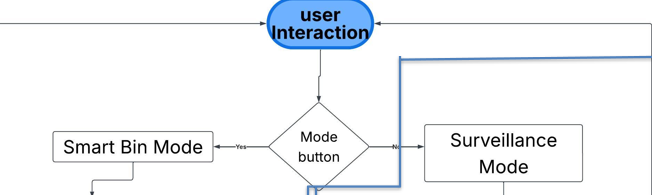 user
Interaction
Mode
button
Smart Bin Mode
Yes
Surveillance
Mode